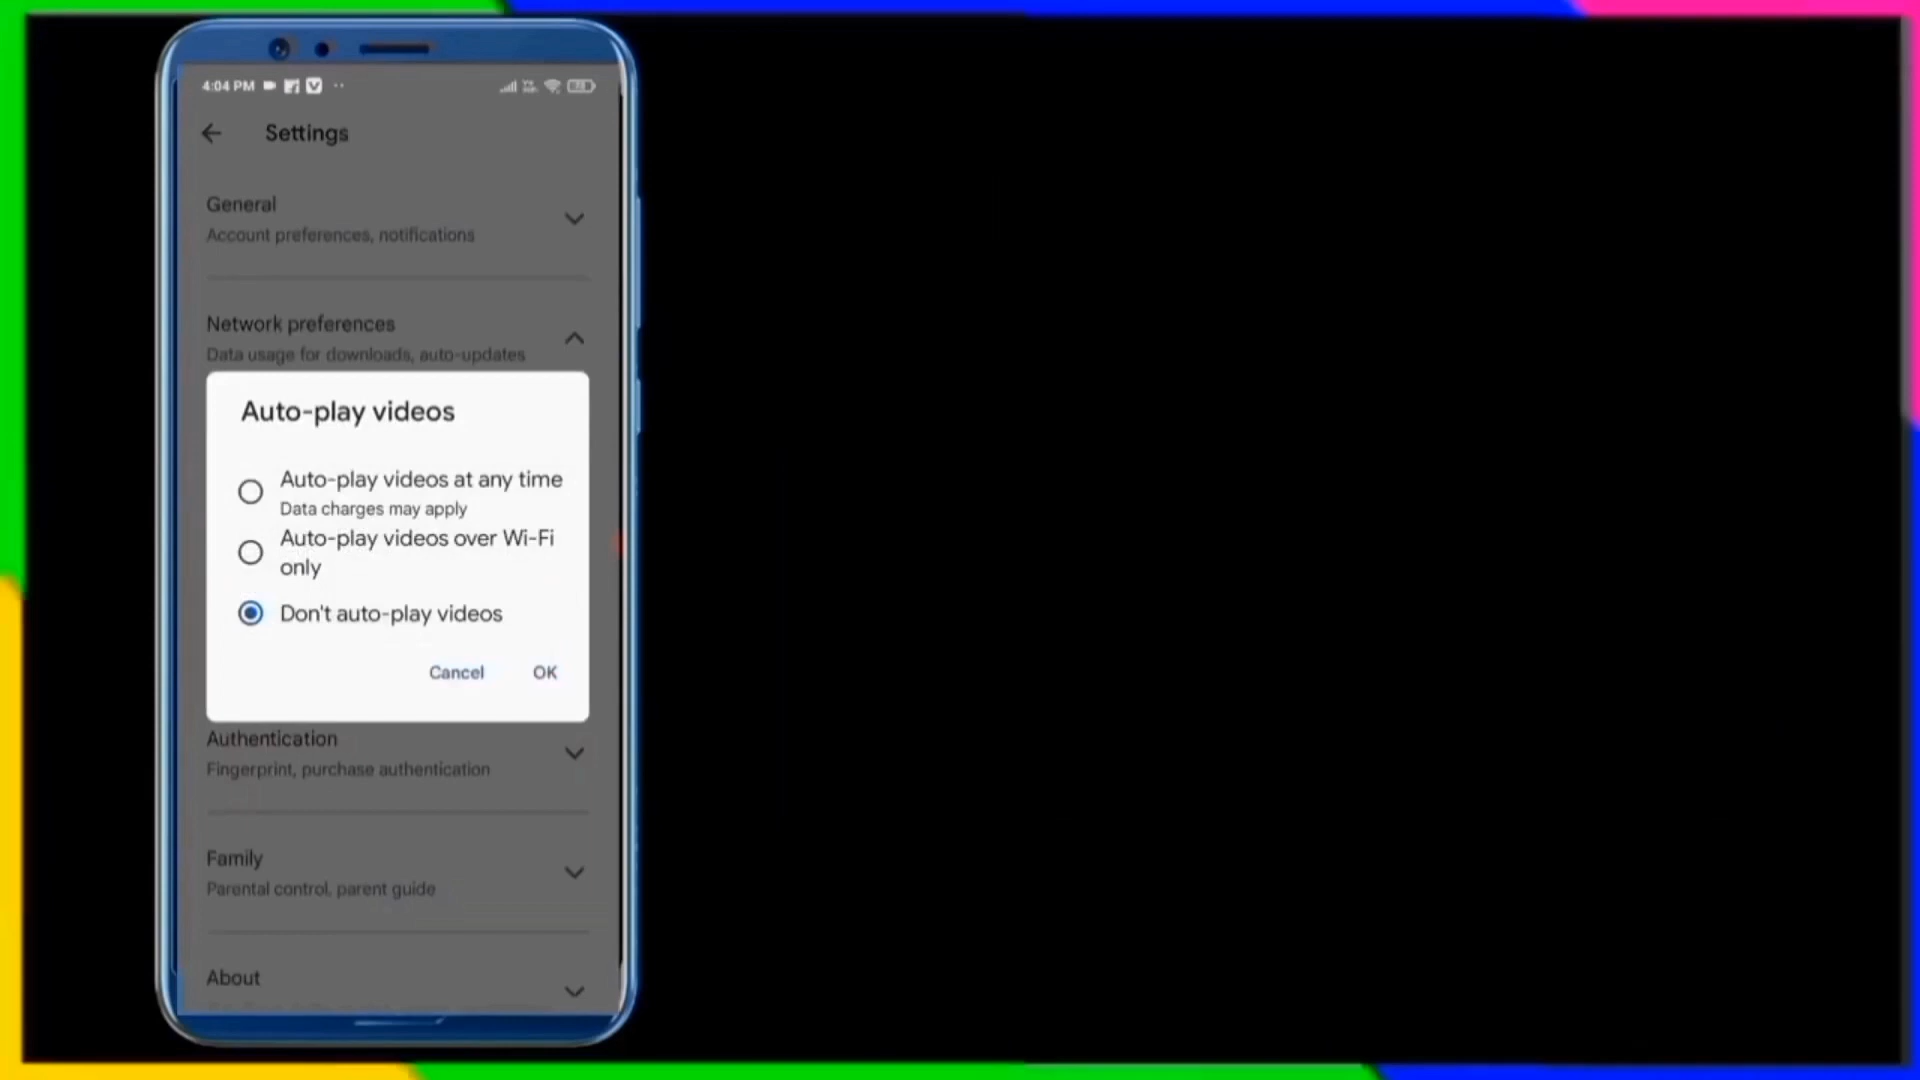 4:04 PM
Settings
General
Account preferences, notifications
Network preferences
Data usage for downloads, auto-updates
Auto-play videos
Auto-play videos at any time
Data charges may apply
Auto-play videos over Wi-Fi
only
Don't auto-play videos
Cancel OK
Authentication
Fingerprint, purchase authentication
Family
Parental control, parent guide
About